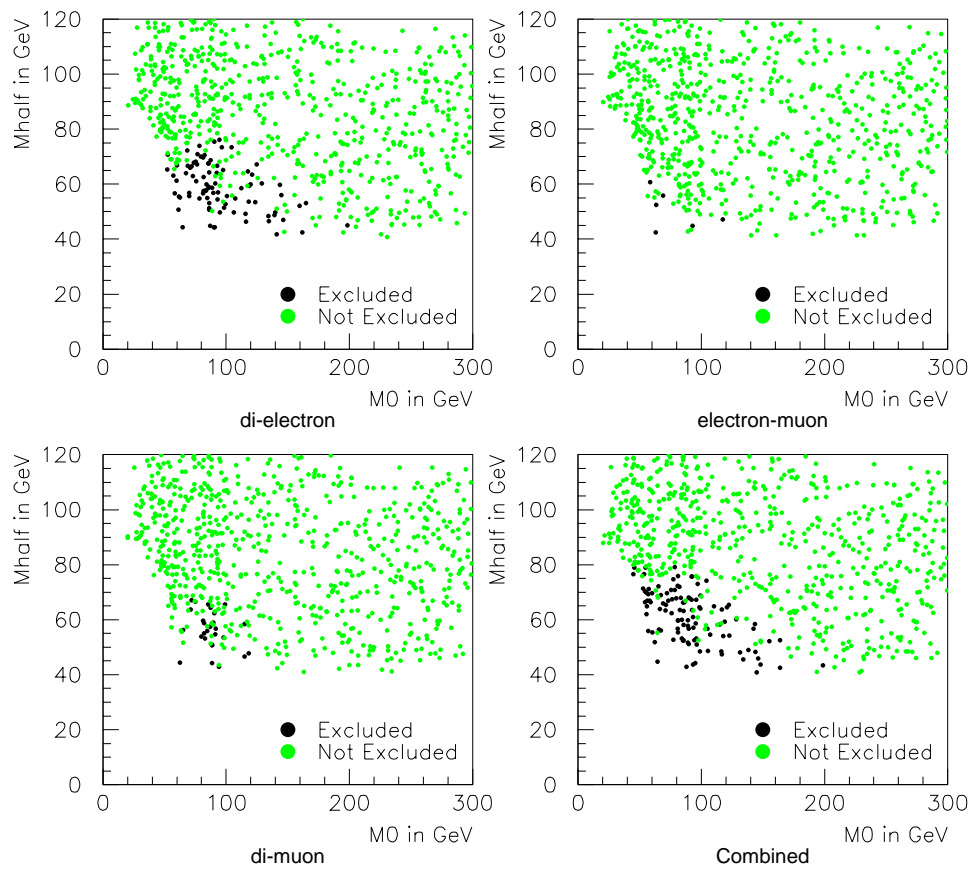 Mhalf in GeV
120
100
80
60
40
20
0
Excluded
Not Excluded
0 100 200 300
M0 in GeV
di-electron
Mhalf in GeV
120
100
80
60
40
20
0
Excluded
Not Excluded
0 100 200 300
M0 in GeV
electron-muon
Mhalf in GeV
120
100
80
60
40
20
0
Excluded
Not Excluded
0 100 200 300
M0 in GeV
di-muon
Mhalf in GeV
120
100
80
60
40
20
0
Excluded
Not Excluded
0 100 200 300
M0 in GeV
Combined